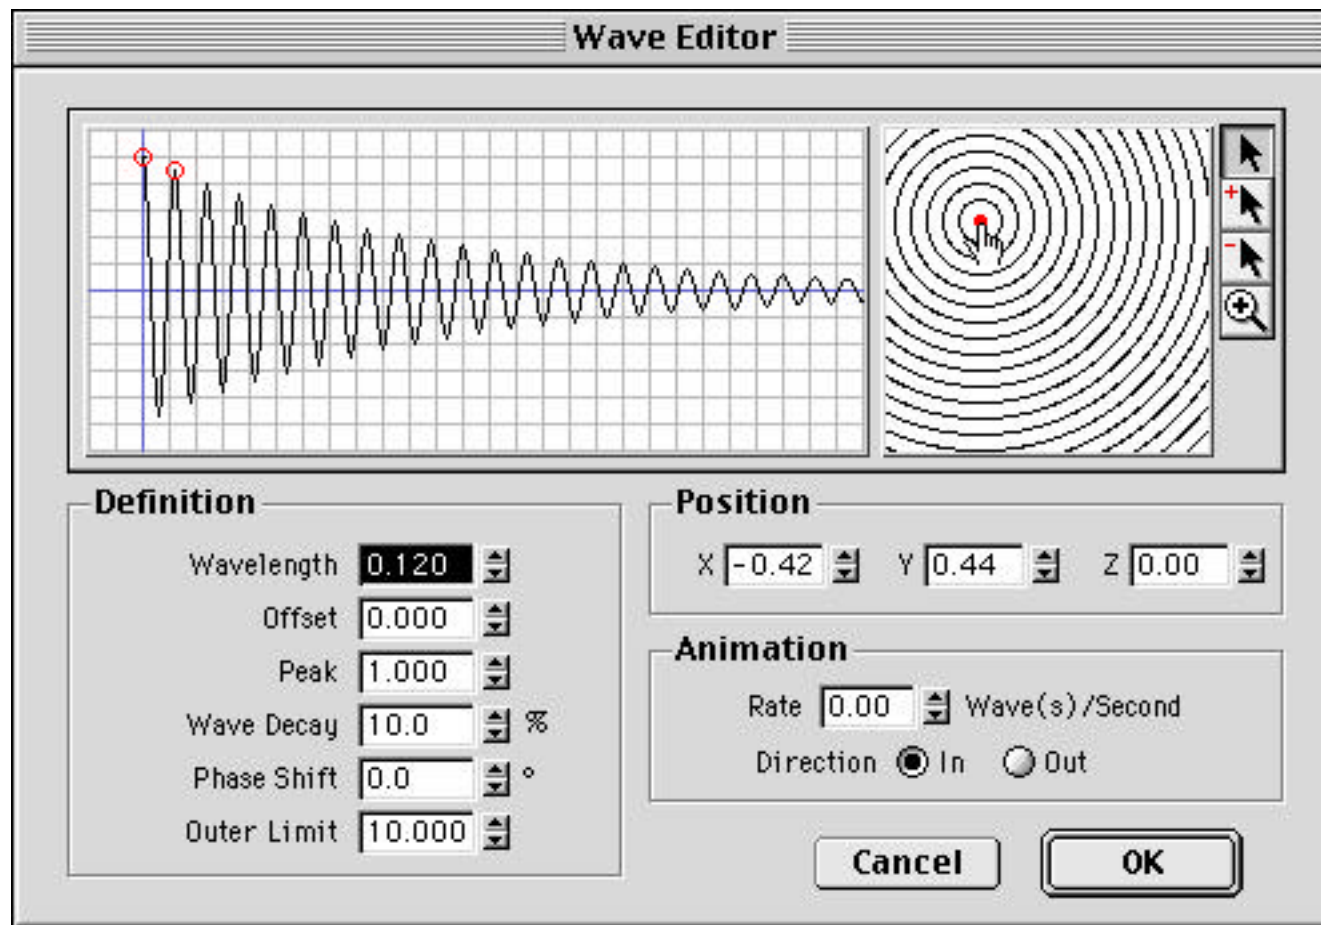 Wave Editor
Definition
Wavelength 0.120
Offset 0.000
Peak 1.000
Wave Decay 10.0 %
Phase Shift 0.0 °
Outer Limit 10.000
Position
X -0.42 Y 0.44 Z 0.00
Animation
Rate 0.00 Wave(s)/Second
Direction In Out
Cancel OK